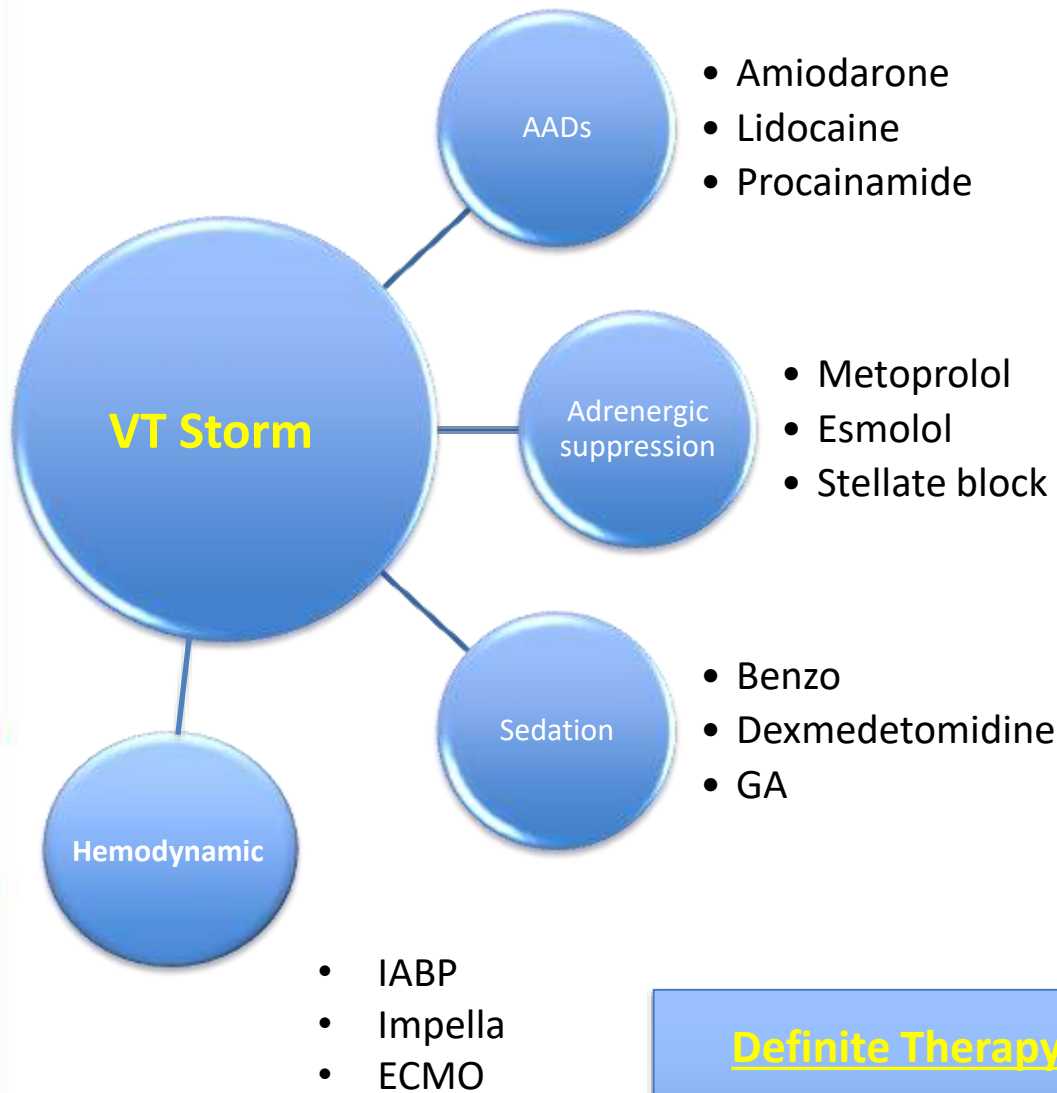 AADs
• Amiodarone
• Lidocaine
• Procainamide
VT Storm
Adrenergic
suppression
• Metoprolol
• Esmolol
• Stellate block
Sedation
• Benzo
• Dexmedetomidine
• GA
Hemodynamic
• IABP
• Impella
• ECMO
Definite Therapy